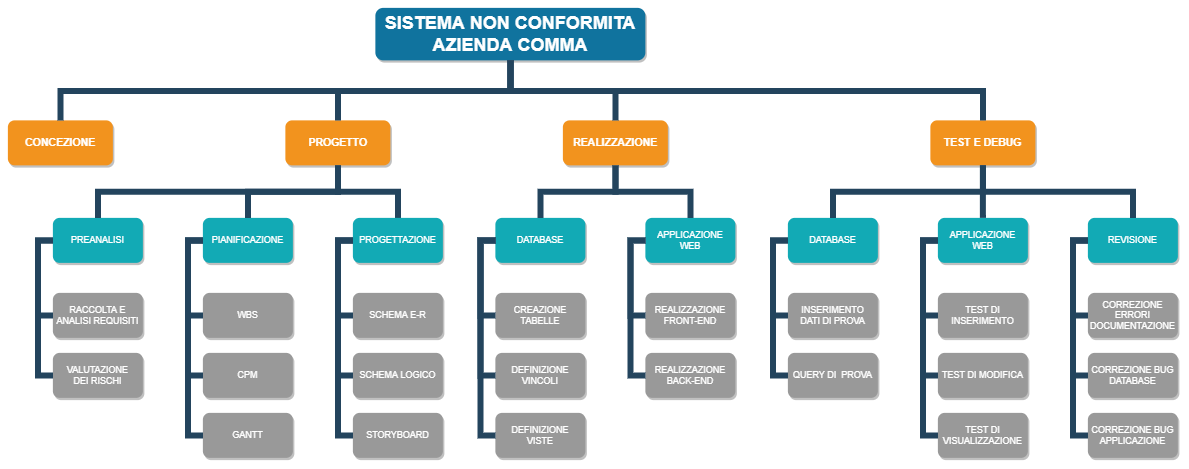 SISTEMA NON CONFORMITA
AZIENDA COMMA
CONCEZIONE
PROGETTO
REALIZZAZIONE
TEST E DEBUG
PREANALISI
PIANIFICAZIONE
PROGETTAZIONE
DATABASE
APPLICAZIONE
WEB
DATABASE
APPLICAZIONE
WEB
REVISIONE
RACCOLTA E
ANALISI REQUISITI
WBS
SCHEMA E-R
CREAZIONE
TABELLE
REALIZZAZIONE
FRONT-END
INSERIMENTO
DATI DI PROVA
TEST DI
INSERIMENTO
CORREZIONE
ERRORI
DOCUMENTAZIONE
VALUTAZIONE
DEI RISCHI
CPM
SCHEMA LOGICO
DEFINIZIONE
VINCOLI
REALIZZAZIONE
BACK-END
QUERY DI PROVA
TEST DI MODIFICA
CORREZIONE BUG
DATABASE
GANTT
STORYBOARD
DEFINIZIONE
VISTE
TEST DI
VISUALIZZAZIONE
CORREZIONE BUG
APPLICAZIONE